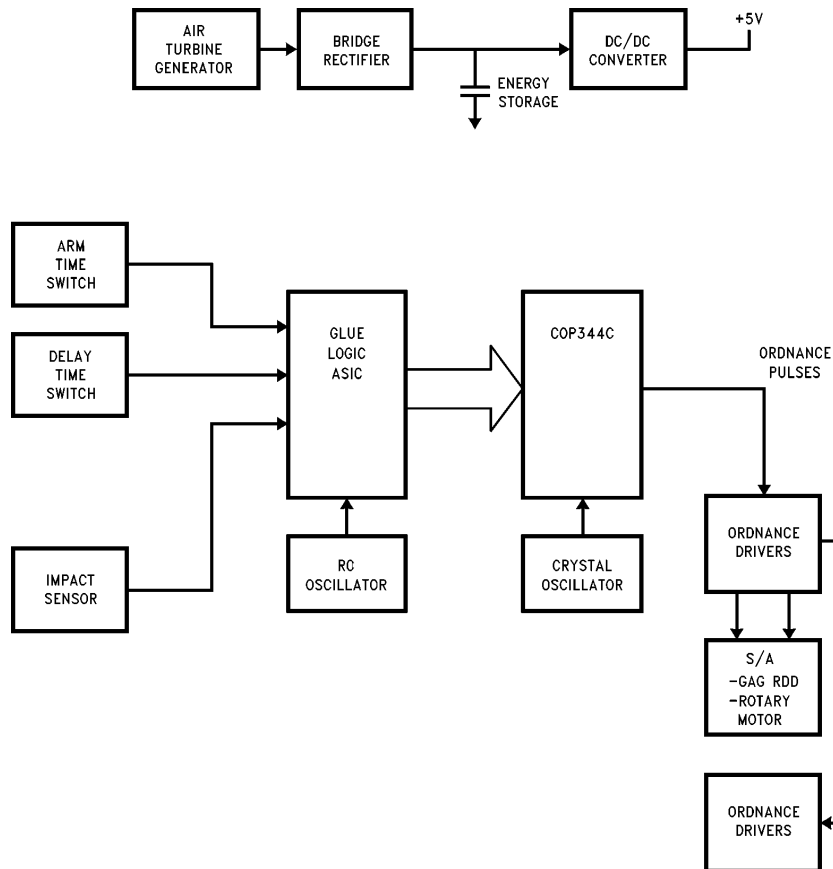 AIR
TURBINE
GENERATOR
BRIDGE
RECTIFIER
ENERGY
STORAGE
DC/DC
CONVERTER
+5V
ARM
TIME
SWITCH
DELAY
TIME
SWITCH
IMPACT
SENSOR
GLUE
LOGIC
ASIC
RC
OSCILLATOR
COP344C
CRYSTAL
OSCILLATOR
ORDNANCE
PULSES
ORDNANCE
DRIVERS
S/A
-GAG RDD
-ROTARY
MOTOR
ORDNANCE
DRIVERS